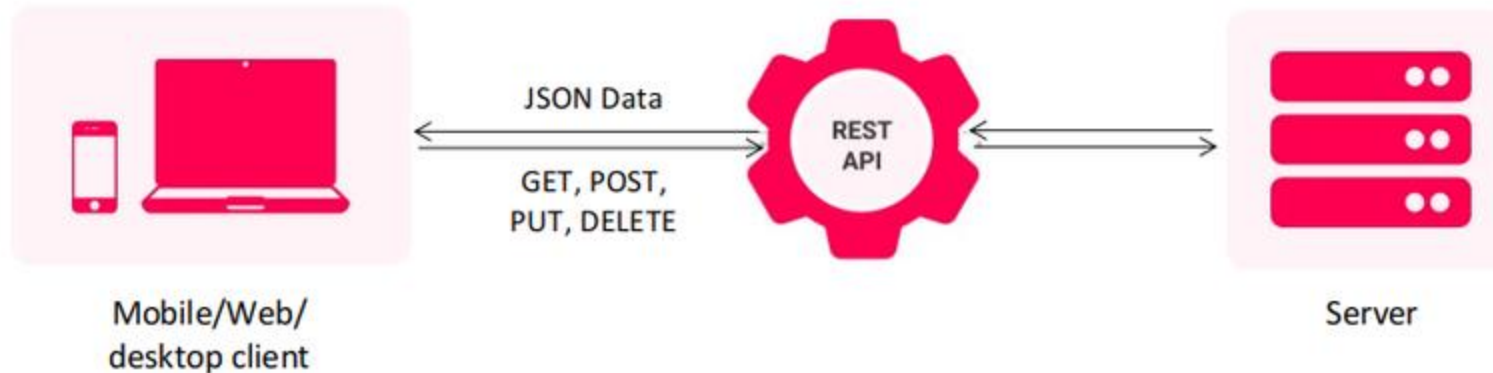 JSON Data
GET, POST,
PUT, DELETE
REST
API
Mobile/Web/
desktop client
Server